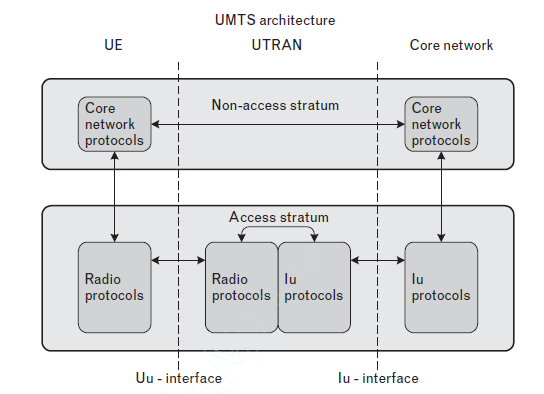 UMTS architecture
UE UTRAN Core network
Non-access stratum
Core
network
protocols
Core
network
protocols
Access stratum
Radio
protocols
Radio
protocols
Iu
protocols
Iu
protocols
Uu - interface
Iu - interface